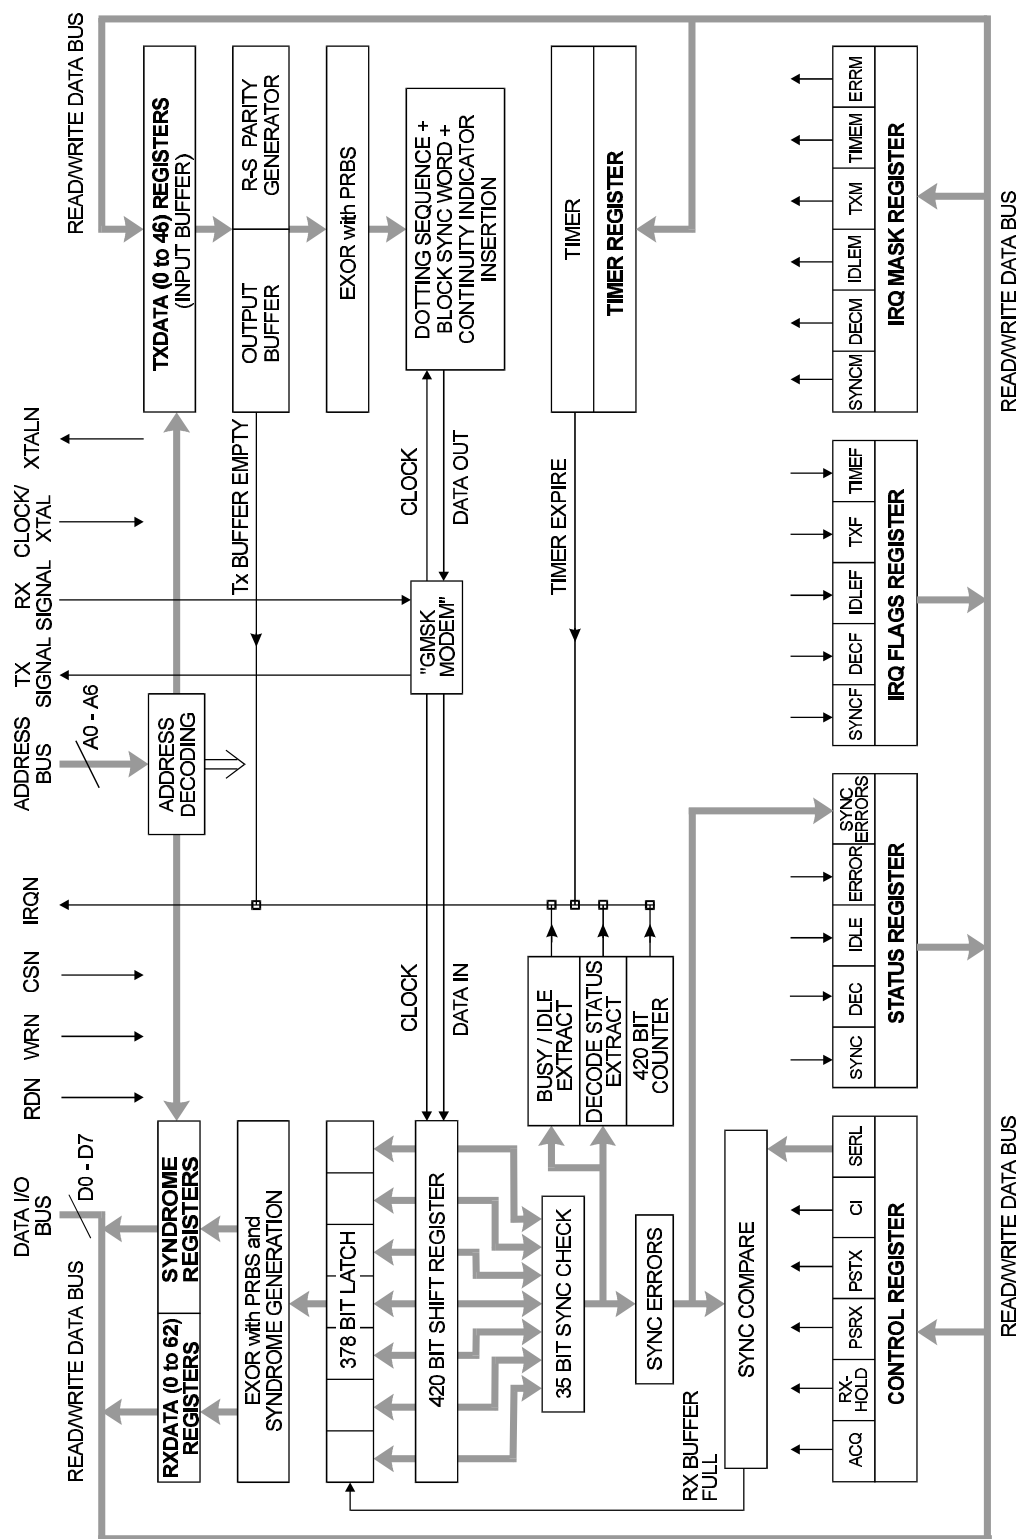 DATA I/O
BUS
D0 - D7
RDN
WRN
CSN
IRQN
ADDRESS
BUS
A0 - A6
TX
SIGNAL
RX
SIGNAL
CLOCK/
XTAL
XTALN
READ/WRITE DATA BUS
READ/WRITE DATA BUS
RXDATA (0 to 62)
REGISTERS
SYNDROME
REGISTERS
ADDRESS
DECODING
TXDATA (0 to 46) REGISTERS
(INPUT BUFFER)
EXOR with PRBS and
SYNDROME GENERATION
Tx BUFFER EMPTY
OUTPUT
BUFFER
R-S PARITY
GENERATOR
378 BIT LATCH
EXOR with PRBS
420 BIT SHIFT REGISTER
CLOCK
DATA IN
"GMSK
MODEM"
CLOCK
DATA OUT
DOTTING SEQUENCE +
BLOCK SYNC WORD +
CONTINUITY INDICATOR
INSERTION
35 BIT SYNC CHECK
BUSY / IDLE
EXTRACT
DECODE STATUS
EXTRACT
420 BIT
COUNTER
TIMER EXPIRE
TIMER
TIMER REGISTER
SYNC ERRORS
RX BUFFER
FULL
SYNC COMPARE
ACQ
RX-
HOLD
PSRX
PSTX
CI
SERL
CONTROL REGISTER
SYNC
DEC
IDLE
ERROR
SYNC
ERRORS
STATUS REGISTER
SYNCF
DECF
IDLEF
TXF
TIMEF
IRQ FLAGS REGISTER
SYNCM
DECM
IDLEM
TXM
TIMEM
ERRM
IRQ MASK REGISTER
READ/WRITE DATA BUS
READ/WRITE DATA BUS